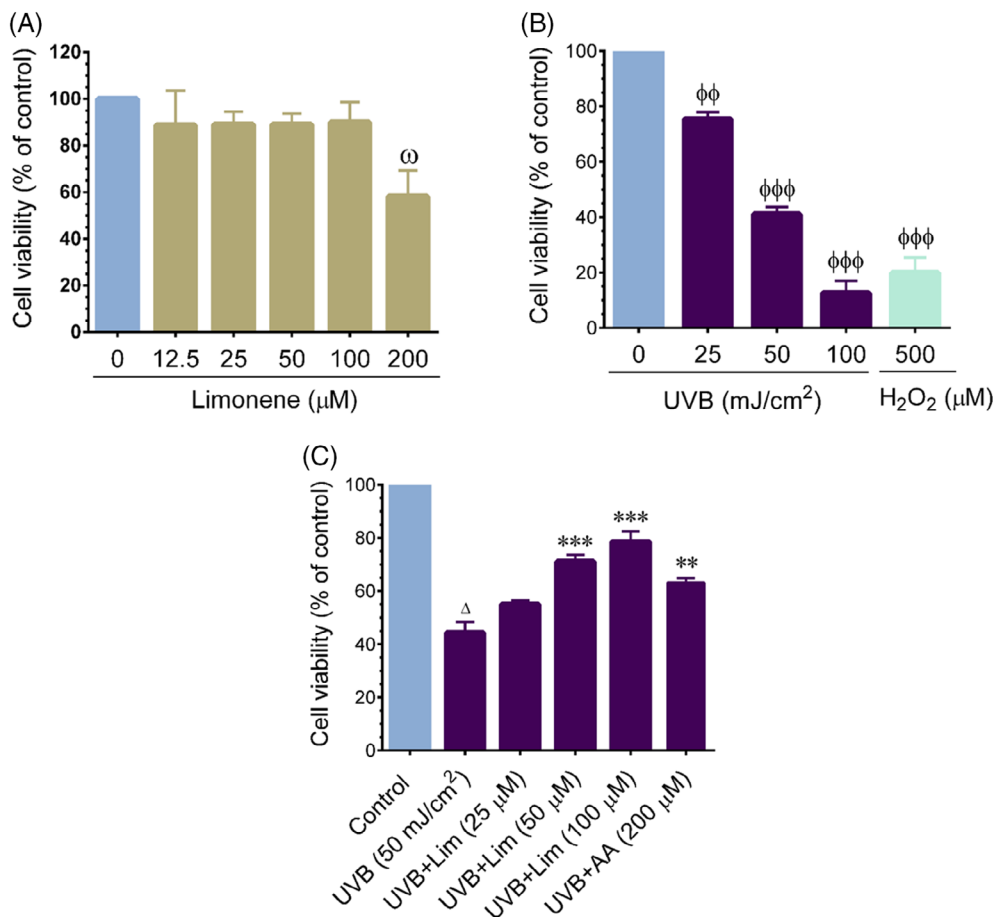 (A)
Cell viability (% of control)
120
100
80
60
40
20
0
ω
0 12.5 25 50 100 200
Limonene (μM)
(B)
Cell viability (% of control)
100
80
60
40
20
0
ϕϕ
ϕϕϕ
ϕϕϕ
ϕϕϕ
0 25 50 100 500
UVB (mJ/cm²) H₂O₂ (μM)
(C)
Cell viability (% of control)
100
80
60
40
20
0
Δ
***
***
**
Control
UVB (50 mJ/cm²)
UVB+Lim (25 μM)
UVB+Lim (50 μM)
UVB+Lim (100 μM)
UVB+AA (200 μM)